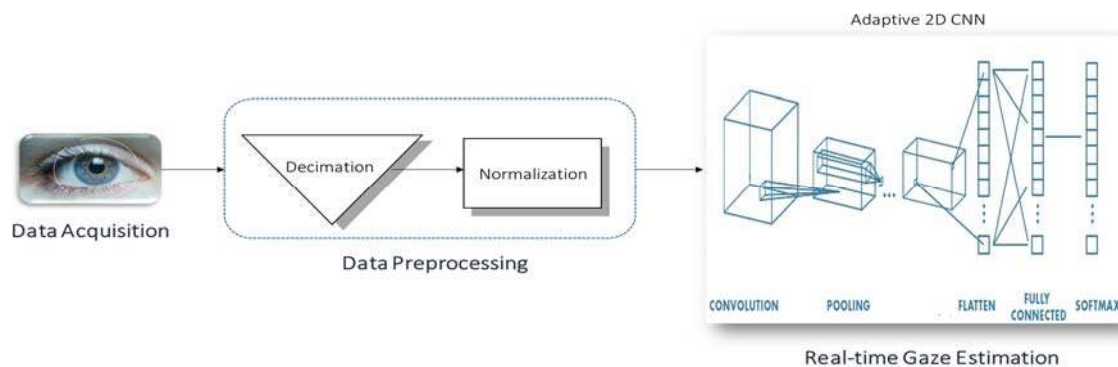 Adaptive 2D CNN
Decimation
Normalization
Data Acquisition
Data Preprocessing
CONVOLUTION
POOLING
FLATTEN
FULLY
CONNECTED
SOFTMAX
Real-time Gaze Estimation